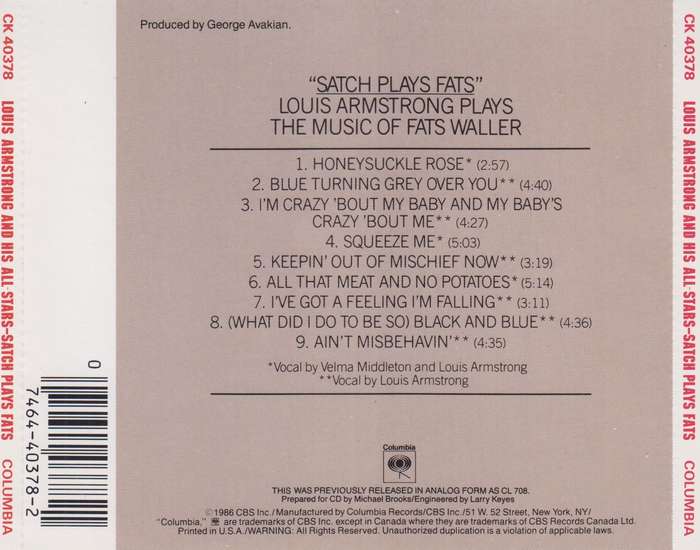 CK 40378 LOUIS ARMSTRONG AND HIS ALL-STARS–SATCH PLAYS FATS COLUMBIA
Produced by George Avakian.
"SATCH PLAYS FATS"
LOUIS ARMSTRONG PLAYS
THE MUSIC OF FATS WALLER
1. HONEYSUCKLE ROSE* (2:57)
2. BLUE TURNING GREY OVER YOU** (4:40)
3. I'M CRAZY 'BOUT MY BABY AND MY BABY'S
CRAZY 'BOUT ME** (4:27)
4. SQUEEZE ME* (5:03)
5. KEEPIN' OUT OF MISCHIEF NOW** (3:19)
6. ALL THAT MEAT AND NO POTATOES* (5:14)
7. I'VE GOT A FEELING I'M FALLING** (3:11)
8. (WHAT DID I DO TO BE SO) BLACK AND BLUE** (4:36)
9. AIN'T MISBEHAVIN'** (4:35)
*Vocal by Velma Middleton and Louis Armstrong
**Vocal by Louis Armstrong
0
7464-40378-2
Columbia
THIS WAS PREVIOUSLY RELEASED IN ANALOG FORM AS CL 708.
Prepared for CD by Michael Brooks/Engineered by Larry Keyes
©1986 CBS Inc./Manufactured by Columbia Records/CBS Inc./51 W. 52 Street, New York, NY/
"Columbia," are trademarks of CBS Inc. except in Canada where they are trademarks of CBS Records Canada Ltd.
Printed in U.S.A./WARNING: All Rights Reserved. Unauthorized duplication is a violation of applicable laws.
CK 40378 LOUIS ARMSTRONG AND HIS ALL-STARS–SATCH PLAYS FATS COLUMBIA